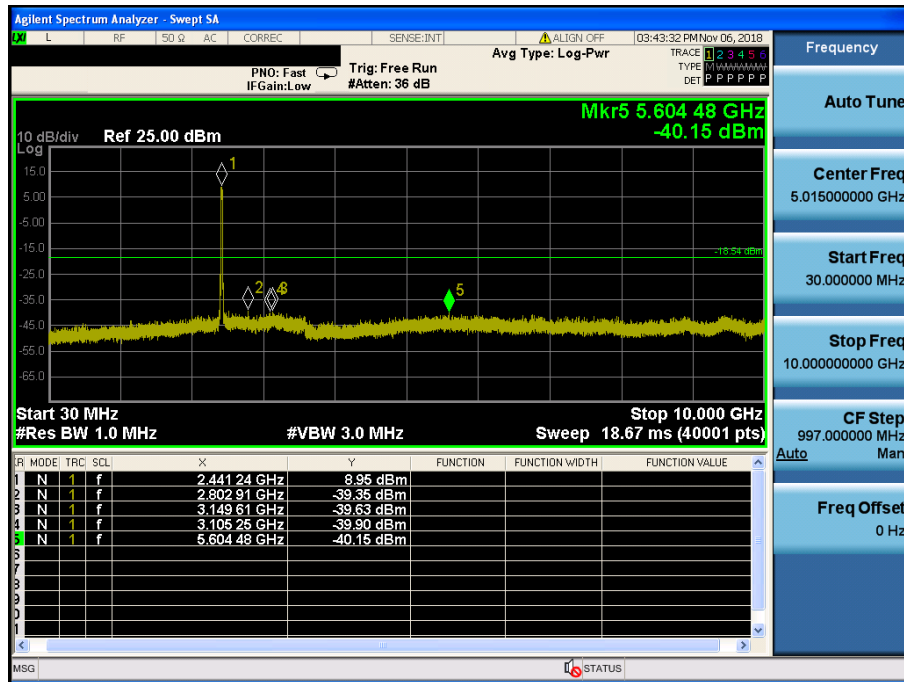 Agilent Spectrum Analyzer - Swept SA
LXI L RF 50 Ω AC CORREC SENSE:INT ALIGN OFF 03:43:32 PM Nov 06, 2018
Avg Type: Log-Pwr TRACE 1 2 3 4 5 6
PNO: Fast Trig: Free Run TYPE M WWWWW
IFGain:Low #Atten: 36 dB DET P P P P P P
Mkr5 5.604 48 GHz
-40.15 dBm
10 dB/div Ref 25.00 dBm
Log
15.0
5.00
-5.00
-15.0
-25.0
-35.0
-45.0
-55.0
-65.0
1
2
4
3
5
-18.54 dBm
Start 30 MHz Stop 10.000 GHz
#Res BW 1.0 MHz #VBW 3.0 MHz Sweep 18.67 ms (40001 pts)
MODE TRC SCL X Y FUNCTION FUNCTION WIDTH FUNCTION VALUE
1 N 1 f 2.441 24 GHz 8.95 dBm
2 N 1 f 2.802 91 GHz -39.35 dBm
3 N 1 f 3.149 61 GHz -39.63 dBm
4 N 1 f 3.105 25 GHz -39.90 dBm
5 N 1 f 5.604 48 GHz -40.15 dBm
6
7
8
9
MSG STATUS
Frequency
Auto Tune
Center Freq
5.015000000 GHz
Start Freq
30.000000 MHz
Stop Freq
10.000000000 GHz
CF Step
997.000000 MHz
Auto Man
Freq Offset
0 Hz